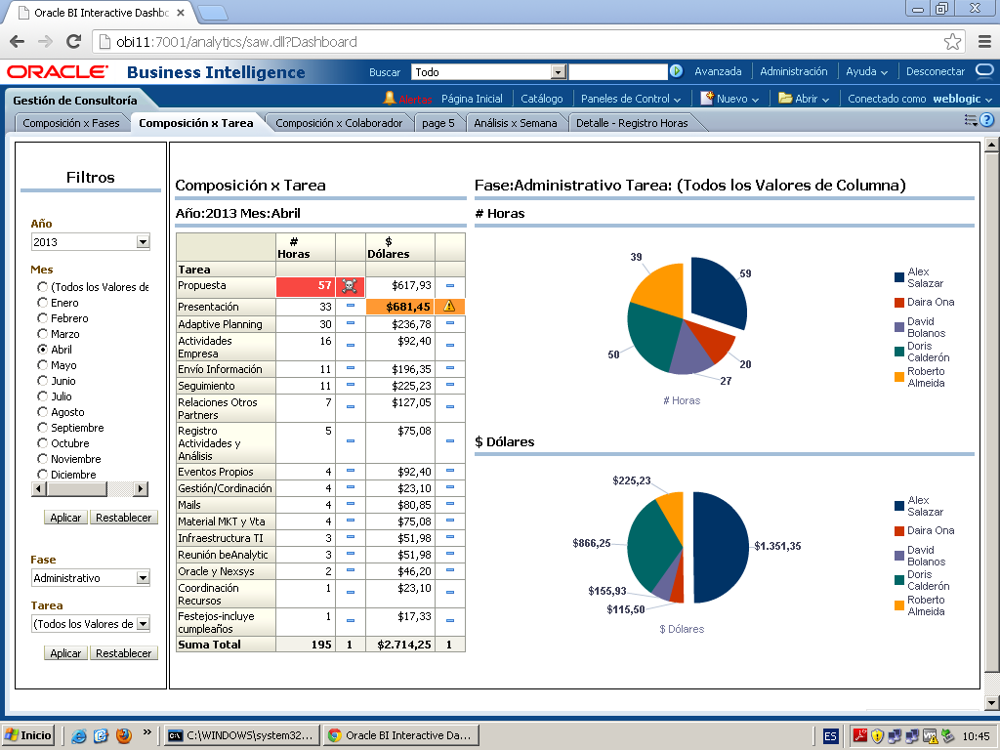 Oracle BI Interactive Dashbo
obi11:7001/analytics/saw.dll?Dashboard
ORACLE Business Intelligence
Buscar Todo Avanzada Administración Ayuda Desconectar
Gestión de Consultoría
Alertas! Página Inicial Catálogo Paneles de Control Nuevo Abrir Conectado como weblogic
Composición x Fases Composición x Tarea Composición x Colaborador page 5 Análisis x Semana Detalle - Registro Horas
Filtros
Año
2013
Mes
(Todos los Valores de
Enero
Febrero
Marzo
Abril
Mayo
Junio
Julio
Agosto
Septiembre
Octubre
Noviembre
Diciembre
Aplicar Restablecer
Fase
Administrativo
Tarea
(Todos los Valores de
Aplicar Restablecer
Composición x Tarea
Año:2013 Mes:Abril
# Horas $ Dólares
Tarea
Propuesta 57 $617,93
Presentación 33 $681,45
Adaptive Planning 30 $236,78
Actividades Empresa 16 $92,40
Envío Información 11 $196,35
Seguimiento 11 $225,23
Relaciones Otros Partners 7 $127,05
Registro Actividades y Análisis 5 $75,08
Eventos Propios 4 $92,40
Gestión/Cordinación 4 $23,10
Mails 4 $80,85
Material MKT y Vta 4 $75,08
Infraestructura TI 3 $51,98
Reunión beAnalytic 3 $51,98
Oracle y Nexsys 2 $46,20
Coordinación Recursos 1 $23,10
Festejos-incluye cumpleaños 1 $17,33
Suma Total 195 1 $2.714,25 1
Fase:Administrativo Tarea: (Todos los Valores de Columna)
# Horas
39
59
50
20
27
# Horas
Alex Salazar
Daira Ona
David Bolanos
Doris Calderón
Roberto Almeida
$ Dólares
$225,23
$866,25
$1.351,35
$155,93
$115,50
$ Dólares
Alex Salazar
Daira Ona
David Bolanos
Doris Calderón
Roberto Almeida
Inicio C:\WINDOWS\system32... Oracle BI Interactive Da... ES 10:45